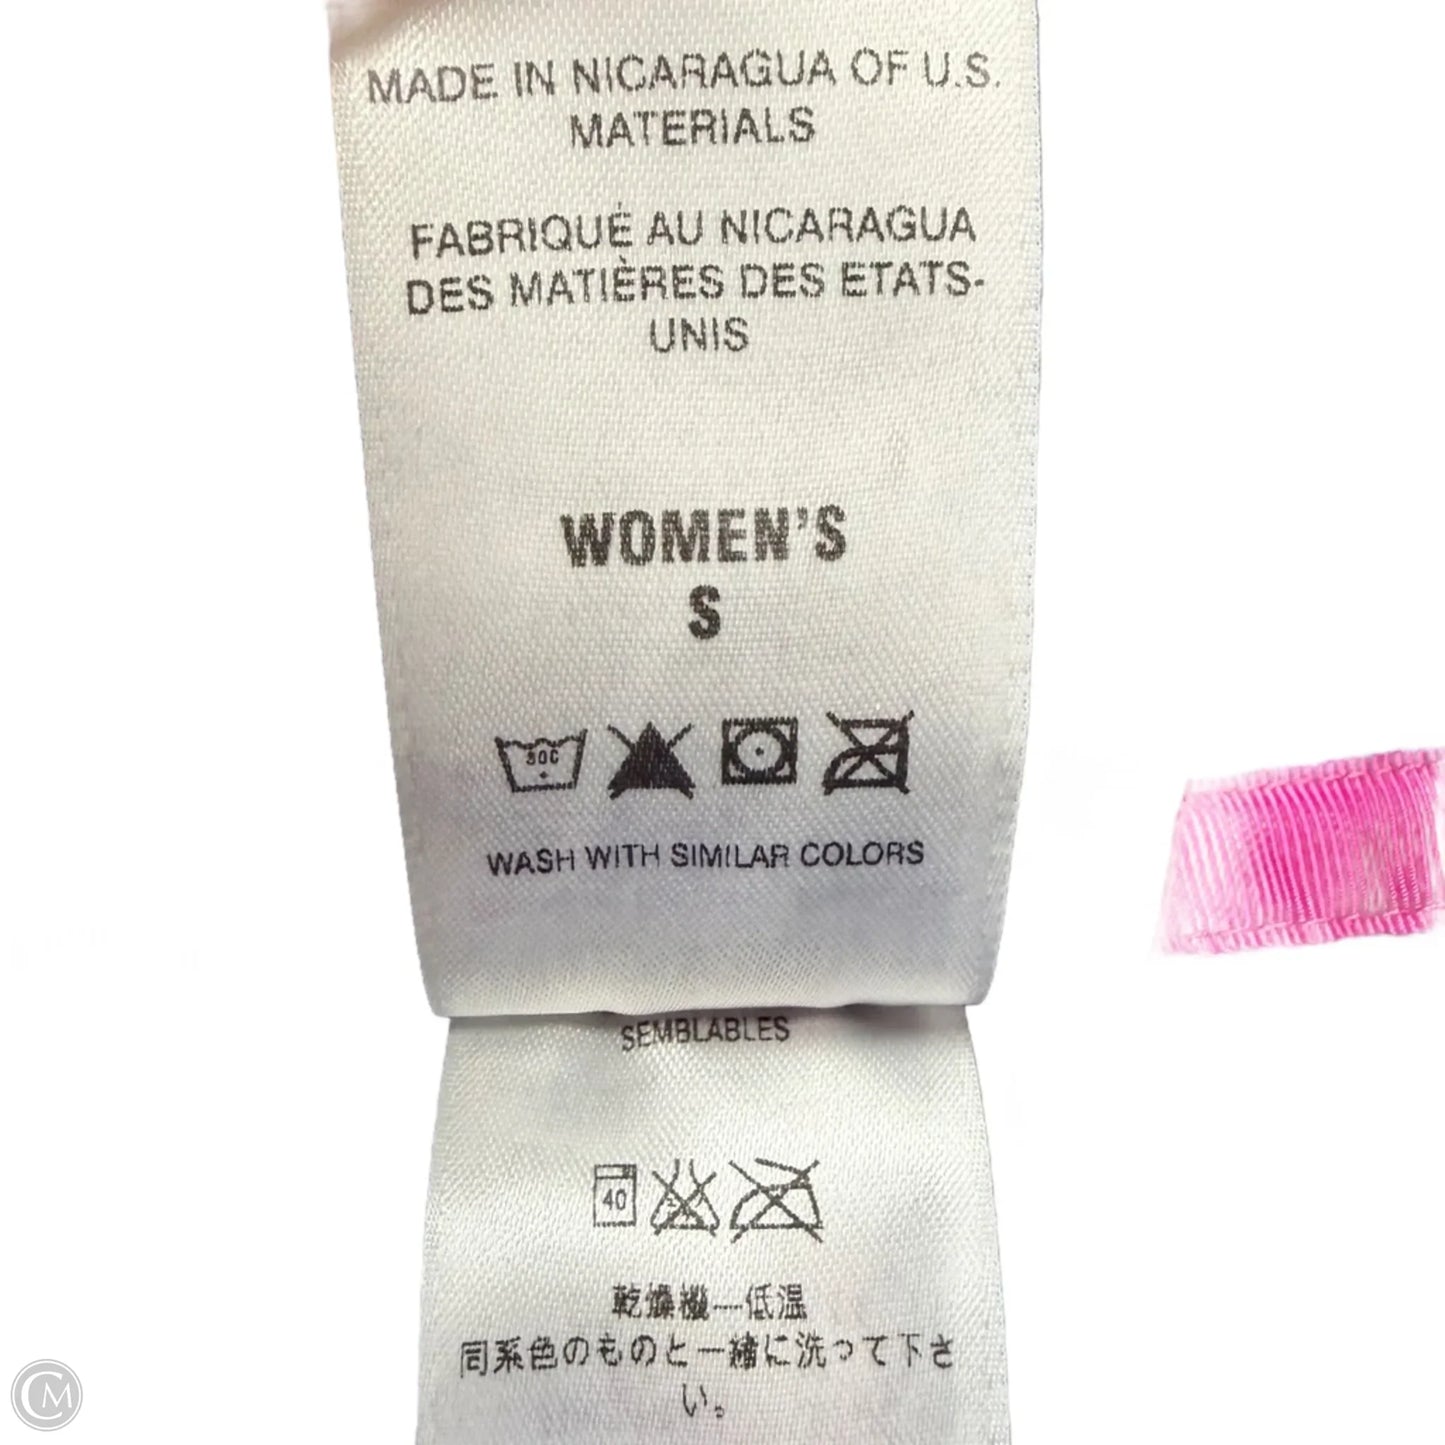 MADE IN NICARAGUA OF U.S.
MATERIALS
FABRIQUÉ AU NICARAGUA
DES MATIÈRES DES ETATS-
UNIS
WOMEN'S
S
30C
WASH WITH SIMILAR COLORS
SEMBLABLES
40
乾燥機—低温
同系色のものと一緒に洗って下さ
い。
CM